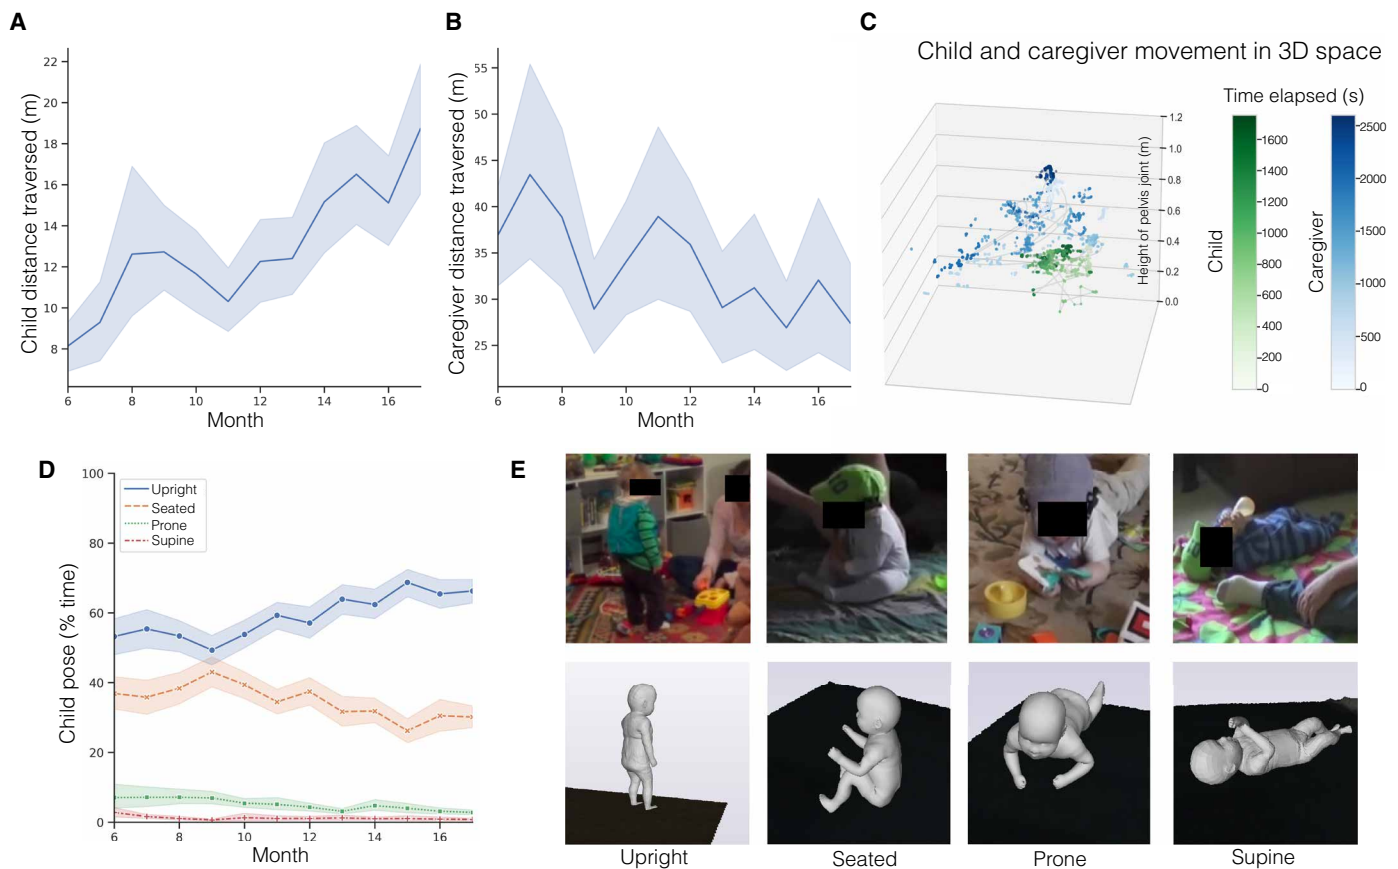 A
Child distance traversed (m)
22
20
18
16
14
12
10
8
6
8
10
12
14
16
Month
B
Caregiver distance traversed (m)
55
50
45
40
35
30
25
6
8
10
12
14
16
Month
C
Child and caregiver movement in 3D space
Time elapsed (s)
Height of pelvis joint (m)
1.2
1.0
0.8
0.6
0.4
0.2
0.0
Child
1600
1400
1200
1000
800
600
400
200
0
Caregiver
2500
2000
1500
1000
500
0
D
Child pose (% time)
100
80
60
40
20
0
Upright
Seated
Prone
Supine
6
8
10
12
14
16
Month
E
Upright
Seated
Prone
Supine